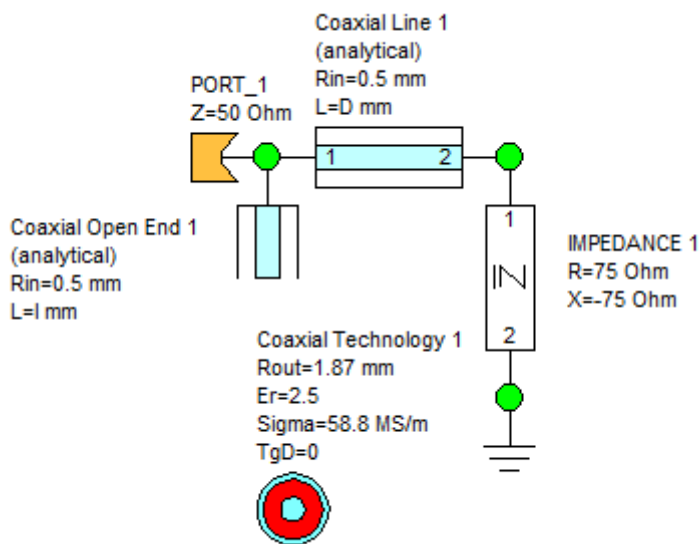 Coaxial Line 1
(analytical)
Rin=0.5 mm
L=D mm
PORT_1
Z=50 Ohm
1
2
Coaxial Open End 1
(analytical)
Rin=0.5 mm
L=l mm
1
2
IMPEDANCE 1
R=75 Ohm
X=-75 Ohm
Coaxial Technology 1
Rout=1.87 mm
Er=2.5
Sigma=58.8 MS/m
TgD=0